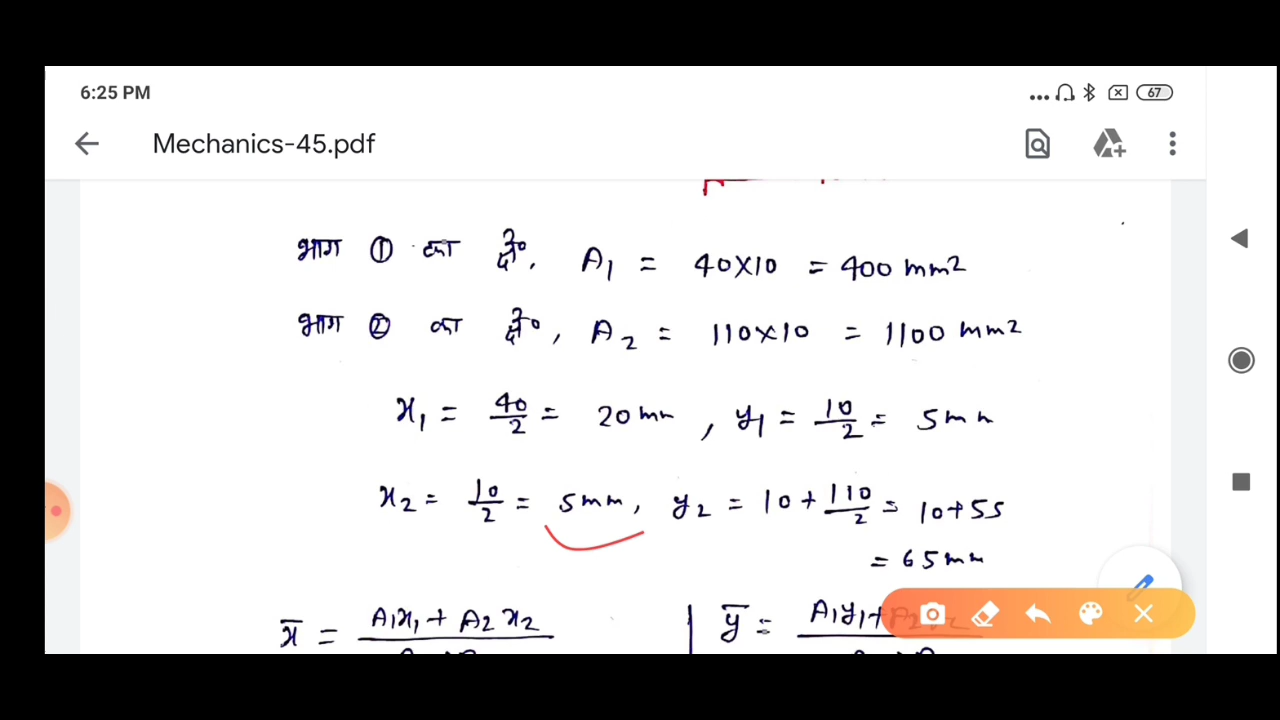 6:25 PM
67
Mechanics-45.pdf
भाग ① का क्षे०, A₁ = 40×10 = 400 mm²
भाग ② का क्षे०, A₂ = 110×10 = 1100 mm²
x₁ = 40/2 = 20 mm, y₁ = 10/2 = 5 mm
x₂ = 10/2 = 5 mm, y₂ = 10 + 110/2 = 10+55
= 65 mm
x̄ = A₁x₁ + A₂x₂ | ȳ = A₁y₁ +